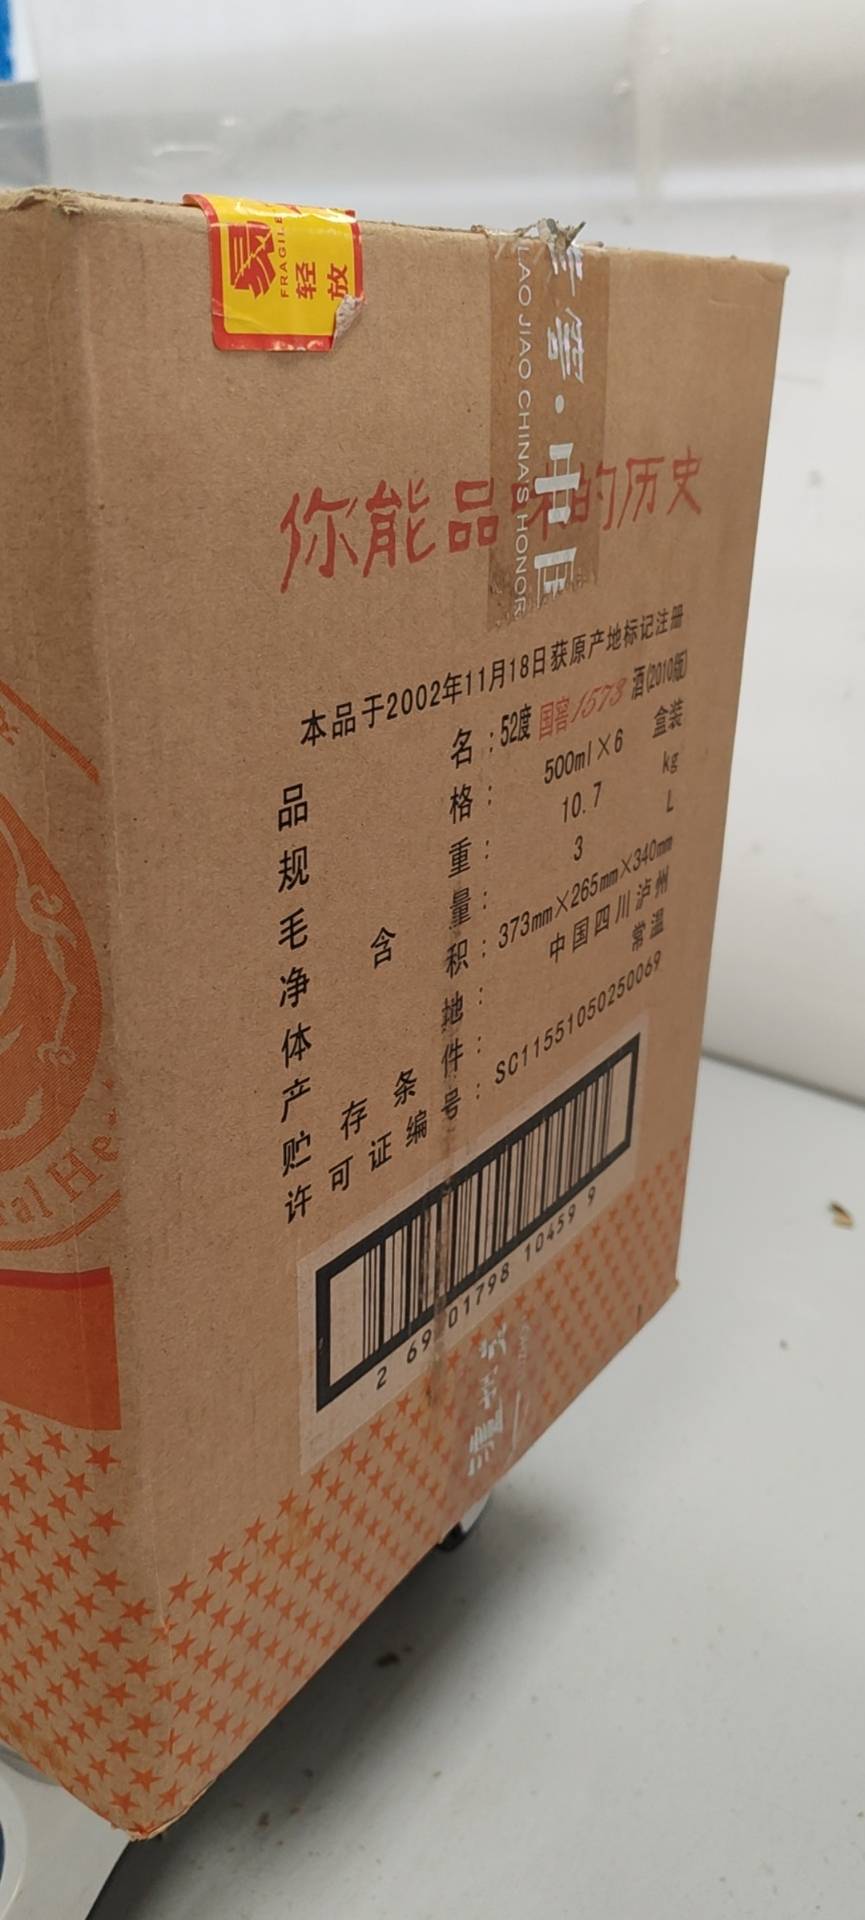 FRAGILE
轻放
LAO JIAO CHINA'S HONOR
你能品味的历史
本品于2002年11月18日获原产地标记注册
品名:52度国窖1573酒(2010版)
规格:500ml×6盒装
毛重:10.7kg
净含量:3L
体积:373mm×265mm×340mm
产地:中国四川泸州
贮存条件:常温
许可证编号:SC11551050250069
2 69 01798 10459 9
ral He